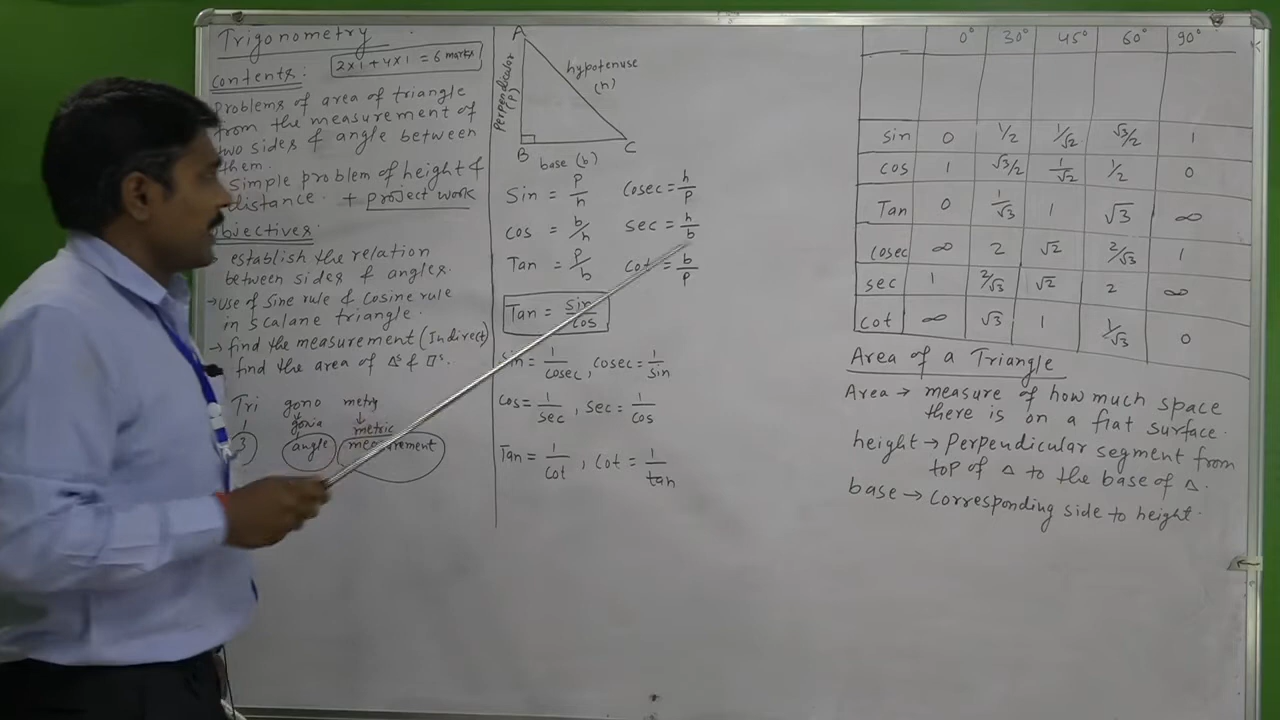 Trigonometry
2×1+4×1 = 6 marks
contents:
problems of area of triangle
from the measurement of
two sides & angle between
them.
simple problem of height &
distance. + project work
objectives:
establish the relation
between sides & angles.
→ use of sine rule & cosine rule
in scalane triangle.
→ find the measurement (Indirect)
find the area of Δˢ & □ˢ.
Tri gono metry
↓ ↓ ↓
gonia metric
3 angle measurement
A
perpendicular (p)
hypotenuse
(h)
B C
base (b)
Sin = p/h Cosec = h/p
cos = b/h sec = h/b
Tan = p/b cot = b/p
Tan = sin/cos
sin = 1/cosec , cosec = 1/sin
cos = 1/sec , sec = 1/cos
Tan = 1/cot , cot = 1/tan
0° 30° 45° 60° 90°
sin 0 1/2 1/√2 √3/2 1
cos 1 √3/2 1/√2 1/2 0
Tan 0 1/√3 1 √3 ∞
cosec ∞ 2 √2 2/√3 1
sec 1 2/√3 √2 2 ∞
cot ∞ √3 1 1/√3 0
Area of a Triangle
Area → measure of how much space
there is on a flat surface.
height → Perpendicular segment from
top of Δ to the base of Δ.
base → Corresponding side to height.